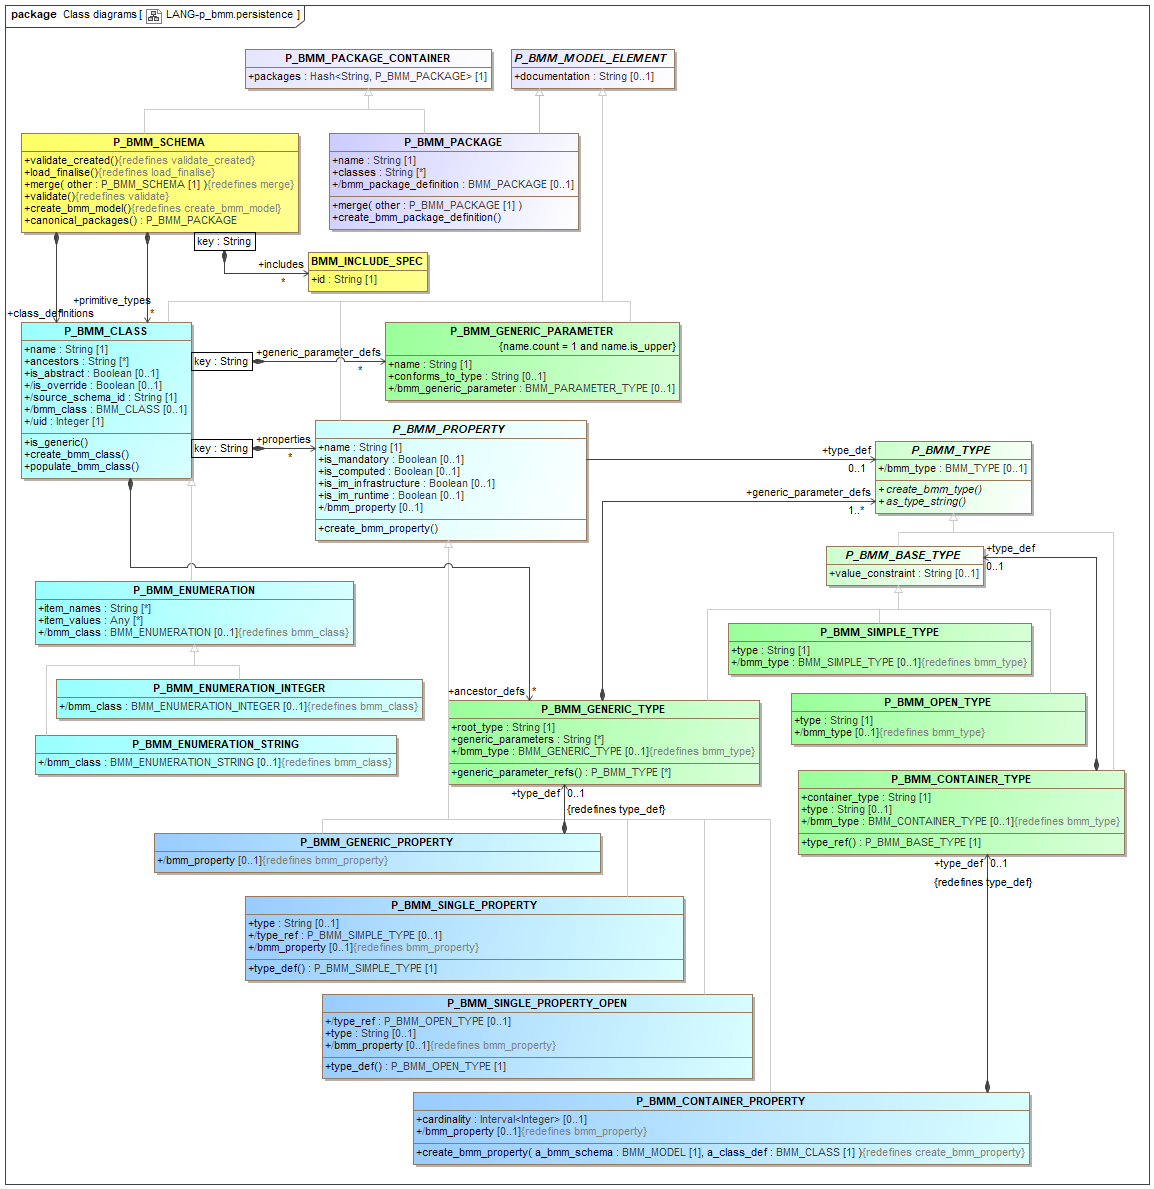 package Class diagrams [ LANG-p_bmm.persistence ]
P_BMM_PACKAGE_CONTAINER
+packages : Hash<String, P_BMM_PACKAGE> [1]
P_BMM_MODEL_ELEMENT
+documentation : String [0..1]
P_BMM_SCHEMA
+validate_created(){redefines validate_created}
+load_finalise(){redefines load_finalise}
+merge( other : P_BMM_SCHEMA [1] ){redefines merge}
+validate(){redefines validate}
+create_bmm_model(){redefines create_bmm_model}
+canonical_packages() : P_BMM_PACKAGE
P_BMM_PACKAGE
+name : String [1]
+classes : String [*]
+/bmm_package_definition : BMM_PACKAGE [0..1]
+merge( other : P_BMM_PACKAGE [1] )
+create_bmm_package_definition()
key : String
+includes
*
BMM_INCLUDE_SPEC
+id : String [1]
+primitive_types
*
+class_definitions
P_BMM_CLASS
+name : String [1]
+ancestors : String [*]
+is_abstract : Boolean [0..1]
+/is_override : Boolean [0..1]
+/source_schema_id : String [1]
+/bmm_class : BMM_CLASS [0..1]
+/uid : Integer [1]
+is_generic()
+create_bmm_class()
+populate_bmm_class()
key : String
+generic_parameter_defs
*
P_BMM_GENERIC_PARAMETER
{name.count = 1 and name.is_upper}
+name : String [1]
+conforms_to_type : String [0..1]
+/bmm_generic_parameter : BMM_PARAMETER_TYPE [0..1]
key : String
+properties
*
P_BMM_PROPERTY
+name : String [1]
+is_mandatory : Boolean [0..1]
+is_computed : Boolean [0..1]
+is_im_infrastructure : Boolean [0..1]
+is_im_runtime : Boolean [0..1]
+/bmm_property [0..1]
+create_bmm_property()
+type_def
0..1
+generic_parameter_defs
1..*
P_BMM_TYPE
+/bmm_type : BMM_TYPE [0..1]
+create_bmm_type()
+as_type_string()
P_BMM_BASE_TYPE
+value_constraint : String [0..1]
+type_def
0..1
P_BMM_ENUMERATION
+item_names : String [*]
+item_values : Any [*]
+/bmm_class : BMM_ENUMERATION [0..1]{redefines bmm_class}
P_BMM_SIMPLE_TYPE
+type : String [1]
+/bmm_type : BMM_SIMPLE_TYPE [0..1]{redefines bmm_type}
P_BMM_ENUMERATION_INTEGER
+/bmm_class : BMM_ENUMERATION_INTEGER [0..1]{redefines bmm_class}
+ancestor_defs
*
P_BMM_OPEN_TYPE
+type : String [1]
+/bmm_type [0..1]{redefines bmm_type}
P_BMM_GENERIC_TYPE
+root_type : String [1]
+generic_parameters : String [*]
+/bmm_type : BMM_GENERIC_TYPE [0..1]{redefines bmm_type}
+generic_parameter_refs() : P_BMM_TYPE [*]
P_BMM_ENUMERATION_STRING
+/bmm_class : BMM_ENUMERATION_STRING [0..1]{redefines bmm_class}
P_BMM_CONTAINER_TYPE
+container_type : String [1]
+type : String [0..1]
+/bmm_type : BMM_CONTAINER_TYPE [0..1]{redefines bmm_type}
+type_ref() : P_BMM_BASE_TYPE [1]
+type_def 0..1
{redefines type_def}
P_BMM_GENERIC_PROPERTY
+/bmm_property [0..1]{redefines bmm_property}
+type_def 0..1
{redefines type_def}
P_BMM_SINGLE_PROPERTY
+type : String [0..1]
+/type_ref : P_BMM_SIMPLE_TYPE [0..1]
+/bmm_property [0..1]{redefines bmm_property}
+type_def() : P_BMM_SIMPLE_TYPE [1]
P_BMM_SINGLE_PROPERTY_OPEN
+/type_ref : P_BMM_OPEN_TYPE [0..1]
+type : String [0..1]
+/bmm_property [0..1]{redefines bmm_property}
+type_def() : P_BMM_OPEN_TYPE [1]
P_BMM_CONTAINER_PROPERTY
+cardinality : Interval<Integer> [0..1]
+/bmm_property [0..1]{redefines bmm_property}
+create_bmm_property( a_bmm_schema : BMM_MODEL [1], a_class_def : BMM_CLASS [1] ){redefines create_bmm_property}